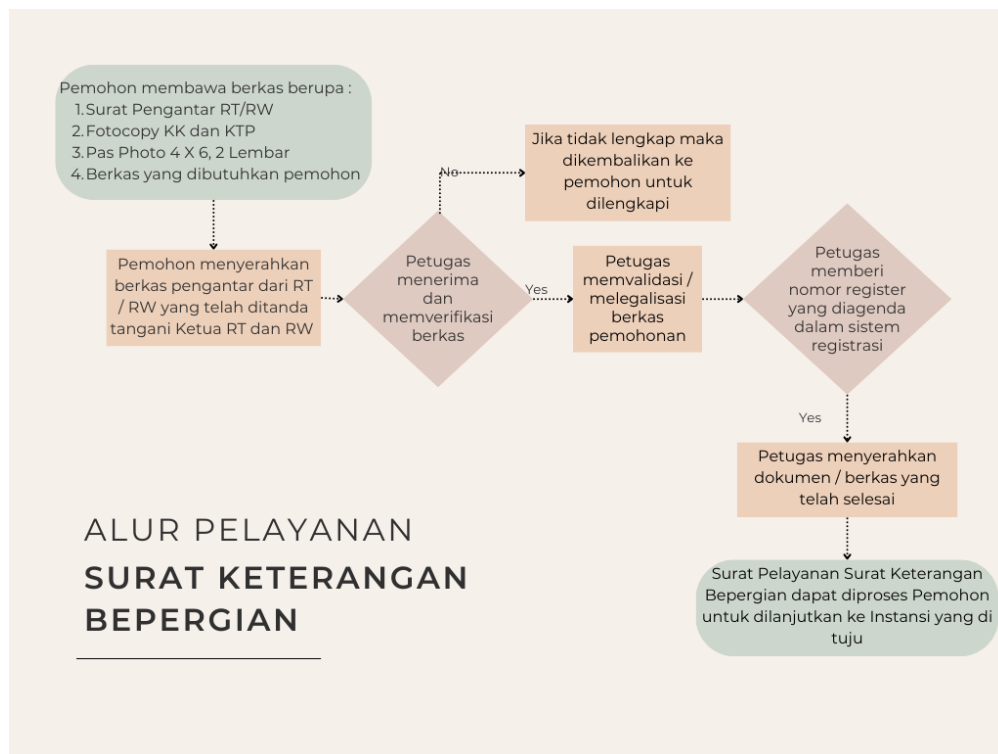 Pemohon membawa berkas berupa :
1. Surat Pengantar RT/RW
2. Fotocopy KK dan KTP
3. Pas Photo 4 X 6, 2 Lembar
4. Berkas yang dibutuhkan pemohon
Pemohon menyerahkan
berkas pengantar dari RT
/ RW yang telah ditanda
tangani Ketua RT dan RW
Petugas
menerima
dan
memverifikasi
berkas
No
Jika tidak lengkap maka
dikembalikan ke
pemohon untuk
dilengkapi
Yes
Petugas
memvalidasi /
melegalisasi
berkas
pemohonan
Petugas
memberi
nomor register
yang diagenda
dalam sistem
registrasi
Yes
Petugas menyerahkan
dokumen / berkas yang
telah selesai
Surat Pelayanan Surat Keterangan
Bepergian dapat diproses Pemohon
untuk dilanjutkan ke Instansi yang di
tuju
ALUR PELAYANAN
SURAT KETERANGAN
BEPERGIAN